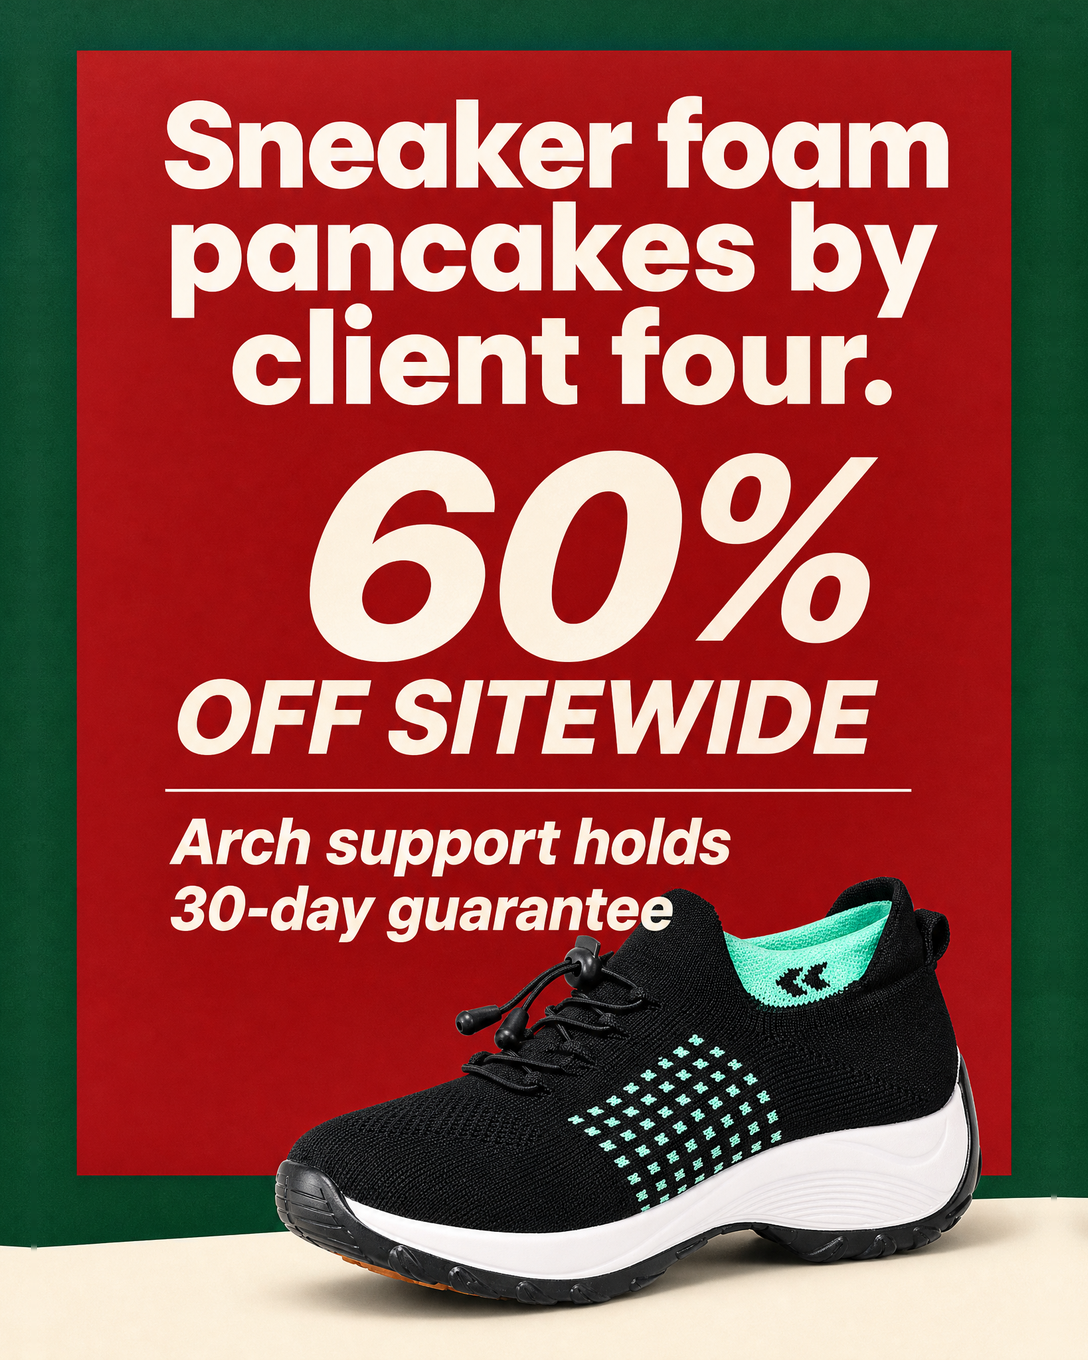 Sneaker foam
pancakes by
client four.
60%
OFF SITEWIDE
Arch support holds
30-day guarantee